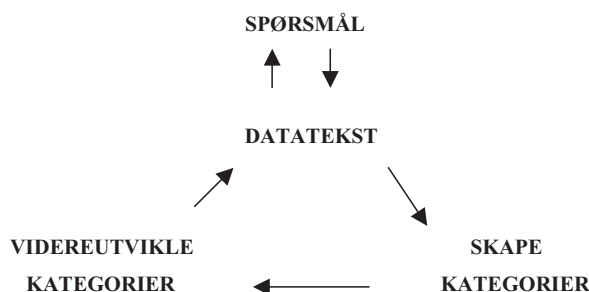 SPØRSMÅL
DATATEKST
VIDEREUTVIKLE
KATEGORIER
SKAPE
KATEGORIER